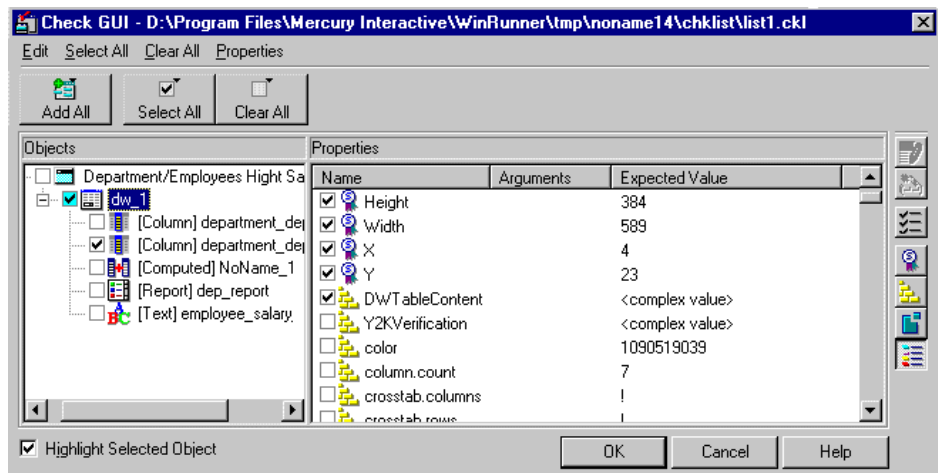 Check GUI - D:\Program Files\Mercury Interactive\WinRunner\tmp\noname14\chklist\list1.ckl
Edit Select All Clear All Properties
Add All Select All Clear All
Objects
Department/Employees Hight Sa
dw_1
[Column] department_dep
[Column] department_dep
[Computed] NoName_1
[Report] dep_report
ABC [Text] employee_salary
Properties
Name Arguments Expected Value
Height 384
Width 589
X 4
Y 23
DWTableContent <complex value>
Y2KVerification <complex value>
color 1090519039
column.count 7
crosstab.columns !
crosstab.rows !
Highlight Selected Object
OK Cancel Help